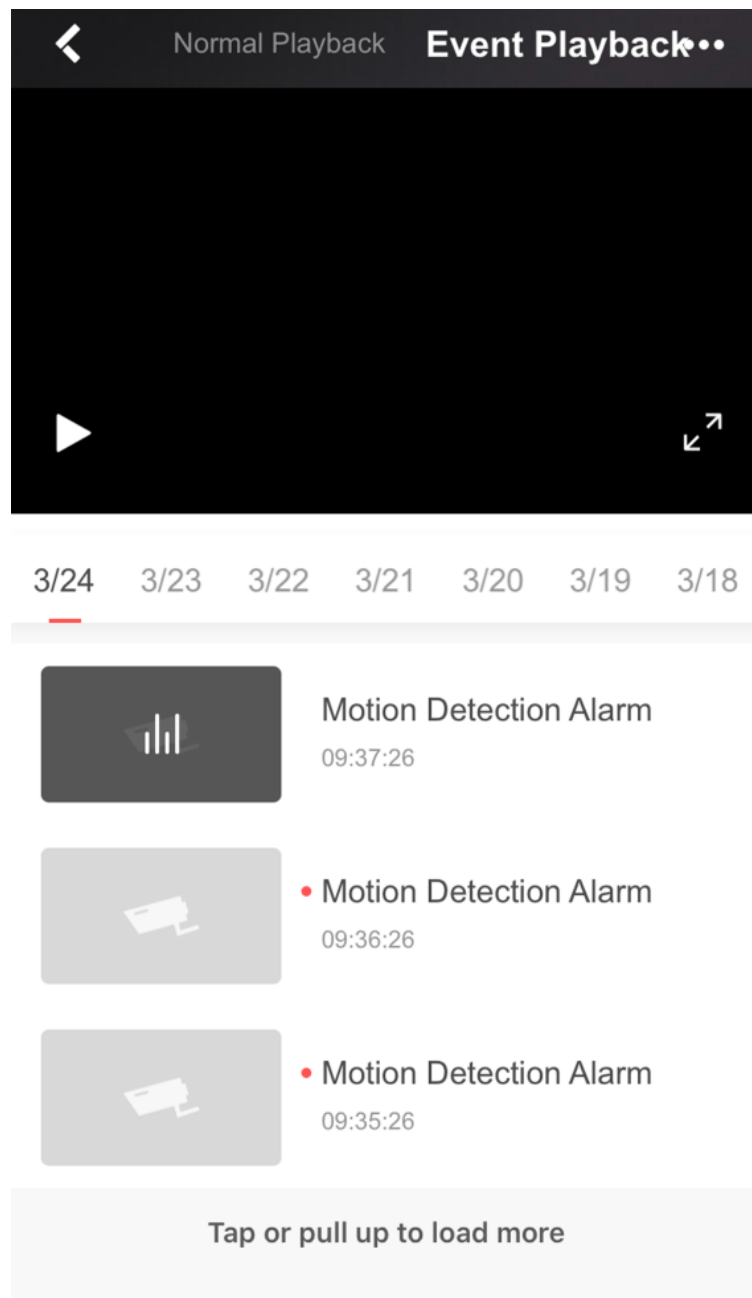 Normal Playback Event Playback
3/24 3/23 3/22 3/21 3/20 3/19 3/18
Motion Detection Alarm
09:37:26
Motion Detection Alarm
09:36:26
Motion Detection Alarm
09:35:26
Tap or pull up to load more